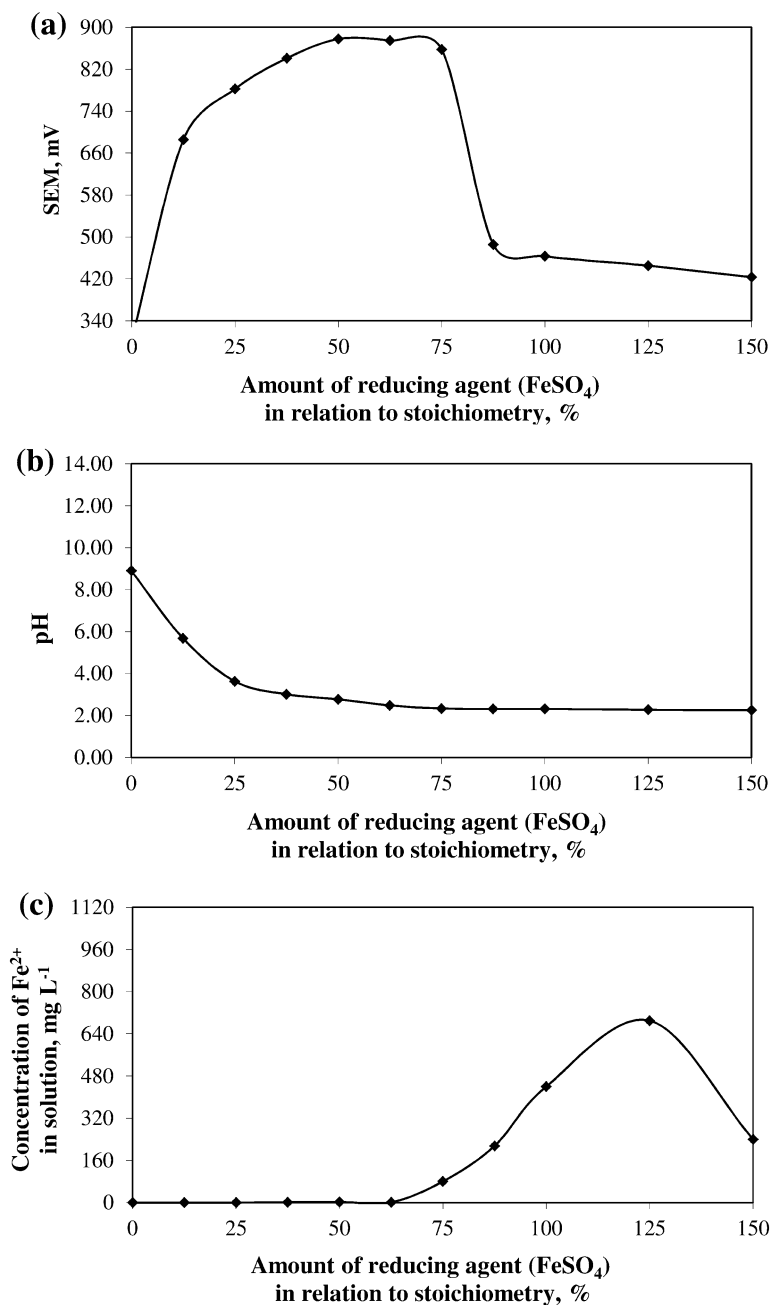 (a)
900
820
740
660
580
500
420
340
SEM, mV
0 25 50 75 100 125 150
Amount of reducing agent (FeSO₄)
in relation to stoichiometry, %
(b)
14.00
12.00
10.00
8.00
6.00
4.00
2.00
0.00
pH
0 25 50 75 100 125 150
Amount of reducing agent (FeSO₄)
in relation to stoichiometry, %
(c)
1120
960
800
640
480
320
160
0
Concentration of Fe²⁺
in solution, mg L⁻¹
0 25 50 75 100 125 150
Amount of reducing agent (FeSO₄)
in relation to stoichiometry, %